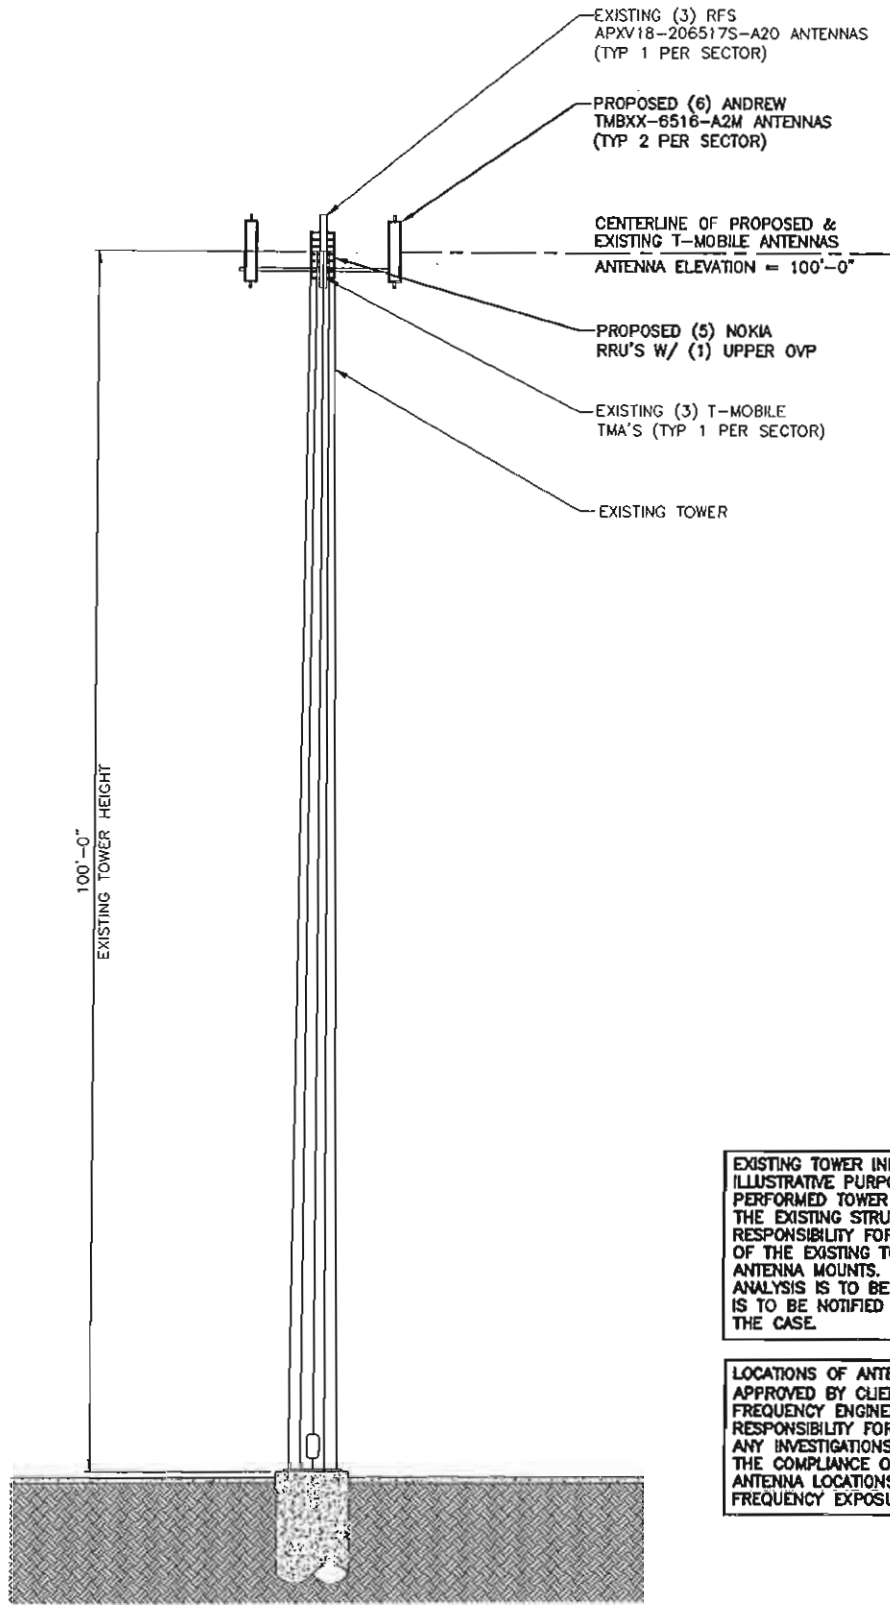 EXISTING (3) RFS
APXV18-206517S-A20 ANTENNAS
(TYP 1 PER SECTOR)
PROPOSED (6) ANDREW
TMBXX-6516-A2M ANTENNAS
(TYP 2 PER SECTOR)
CENTERLINE OF PROPOSED &
EXISTING T-MOBILE ANTENNAS
ANTENNA ELEVATION = 100'-0"
PROPOSED (5) NOKIA
RRU'S W/ (1) UPPER OVP
EXISTING (3) T-MOBILE
TMA'S (TYP 1 PER SECTOR)
EXISTING TOWER
100'-0"
EXISTING TOWER HEIGHT
EXISTING TOWER
ILLUSTRATIVE
PERFORMED TOWER
THE EXISTING
RESPONSIBILITY FOR
OF THE EXISTING
ANTENNA MOUNTS.
ANALYSIS IS TO BE
IS TO BE NOTIFIED
THE CASE.
LOCATIONS OF
APPROVED BY
FREQUENCY
RESPONSIBILITY FOR
ANY INVESTIGATIONS
THE COMPLIANCE
ANTENNA LOCATIONS
FREQUENCY